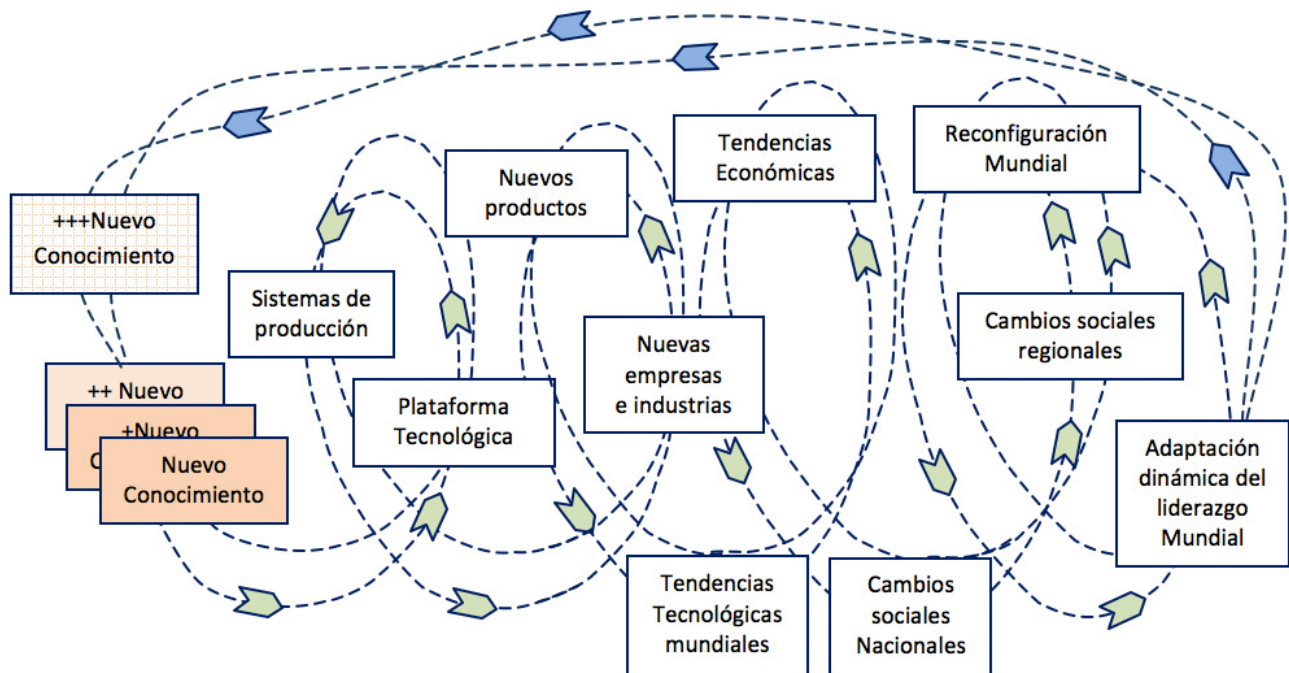 +++Nuevo
Conocimiento
++ Nuevo
+Nuevo
Nuevo
Conocimiento
Sistemas de
producción
Plataforma
Tecnológica
Nuevos
productos
Nuevas
empresas
e industrias
Tendencias
Económicas
Tendencias
Tecnológicas
mundiales
Cambios
sociales
Nacionales
Reconfiguración
Mundial
Cambios sociales
regionales
Adaptación
dinámica del
liderazgo
Mundial